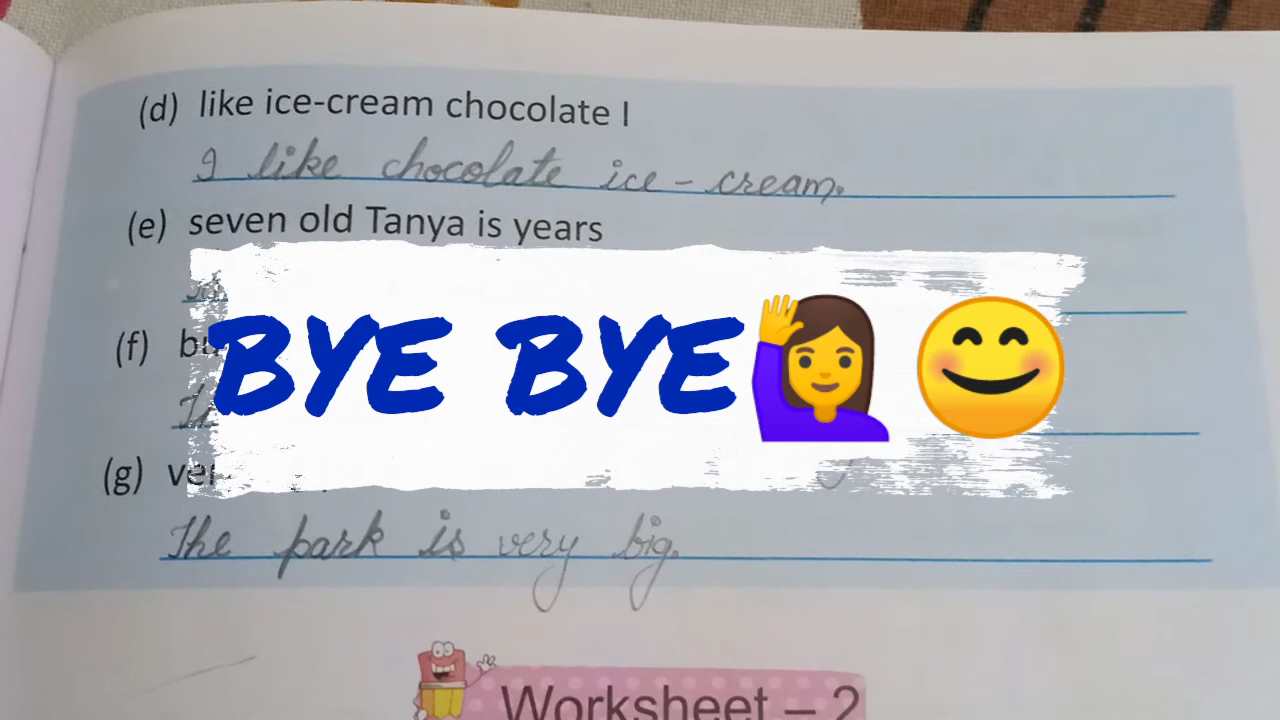 (d) like ice-cream chocolate I
I like chocolate ice-cream.
(e) seven old Tanya is years
(f)
BYE BYE🙋‍♀️ 😊
(g)
The park is very big.
Worksheet – 2